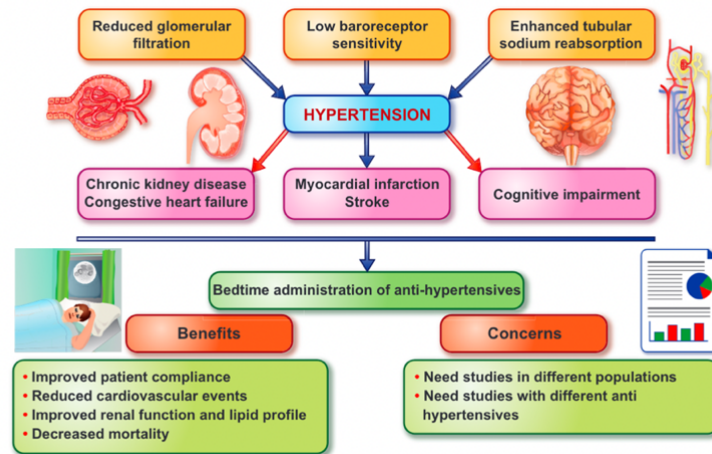 Reduced glomerular
filtration
Low baroreceptor
sensitivity
Enhanced tubular
sodium reabsorption
HYPERTENSION
Chronic kidney disease
Congestive heart failure
Myocardial infarction
Stroke
Cognitive impairment
Bedtime administration of anti-hypertensives
Benefits
Concerns
• Improved patient compliance
• Reduced cardiovascular events
• Improved renal function and lipid profile
• Decreased mortality
• Need studies in different populations
• Need studies with different anti
hypertensives